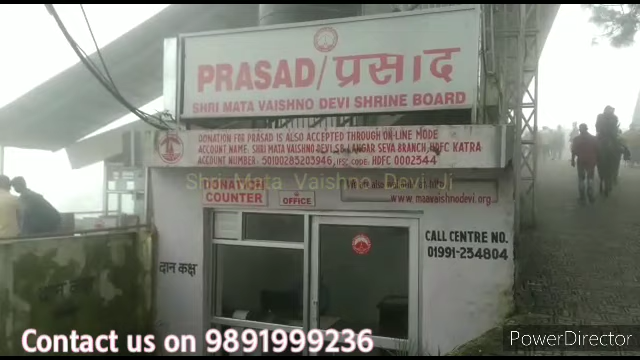 PRASAD/प्रसाद
SHRI MATA VAISHNO DEVI SHRINE BOARD
DONATION FOR PRASAD IS ALSO ACCEPTED THROUGH ON-LINE MODE
ACCOUNT NAME: SHRI MATA VAISHNO DEVI SB LANGAR SEVA BRANCH, HDFC KATRA
ACCOUNT NUMBER:- 50100285203946, IFSC CODE:- HDFC 0002344
Shri Mata Vaishno Devi Ji
DONATION
COUNTER
OFFICE
www.maavaishnodevi.org
CALL CENTRE NO.
01991-234804
दान कक्ष
Contact us on 9891999236
PowerDirector